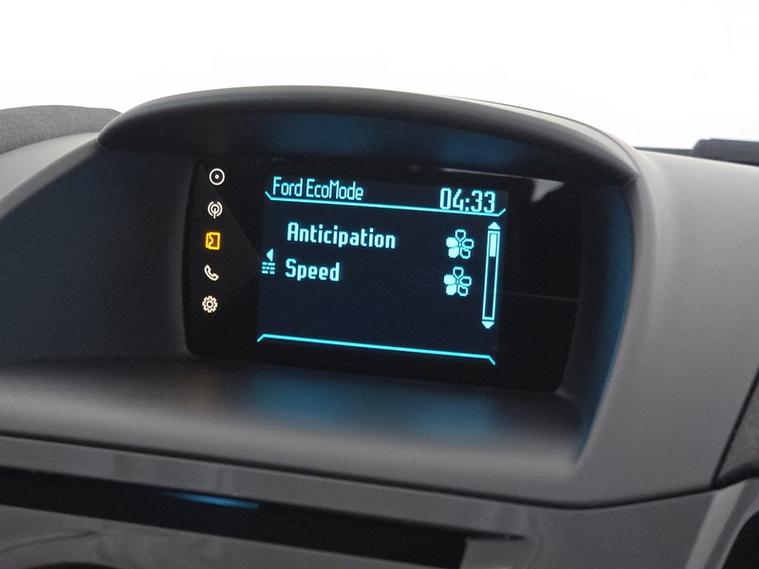 Ford EcoMode 04:33
Anticipation
Speed